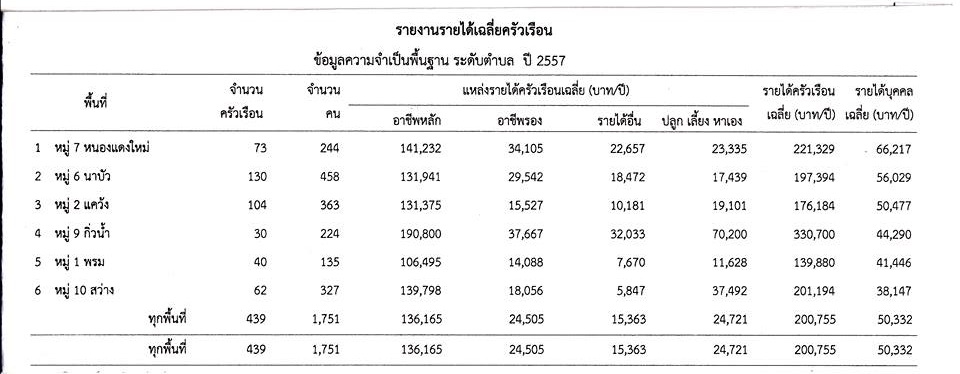 รายงานรายได้เฉลี่ยครัวเรือน
ข้อมูลความจำเป็นพื้นฐาน ระดับตำบล ปี 2557
พื้นที่ จำนวนครัวเรือน จำนวนคน แหล่งรายได้ครัวเรือนเฉลี่ย (บาท/ปี) รายได้ครัวเรือนเฉลี่ย (บาท/ปี) รายได้บุคคลเฉลี่ย (บาท/ปี)
อาชีพหลัก อาชีพรอง รายได้อื่น ปลูก เลี้ยง หาเอง
1 หมู่ 7 หนองแดงใหม่ 73 244 141,232 34,105 22,657 23,335 221,329 66,217
2 หมู่ 6 นาบัว 130 458 131,941 29,542 18,472 17,439 197,394 56,029
3 หมู่ 2 แคว้ง 104 363 131,375 15,527 10,181 19,101 176,184 50,477
4 หมู่ 9 กิ่วน้ำ 30 224 190,800 37,667 32,033 70,200 330,700 44,290
5 หมู่ 1 พรม 40 135 106,495 14,088 7,670 11,628 139,880 41,446
6 หมู่ 10 สว่าง 62 327 139,798 18,056 5,847 37,492 201,194 38,147
ทุกพื้นที่ 439 1,751 136,165 24,505 15,363 24,721 200,755 50,332
ทุกพื้นที่ 439 1,751 136,165 24,505 15,363 24,721 200,755 50,332